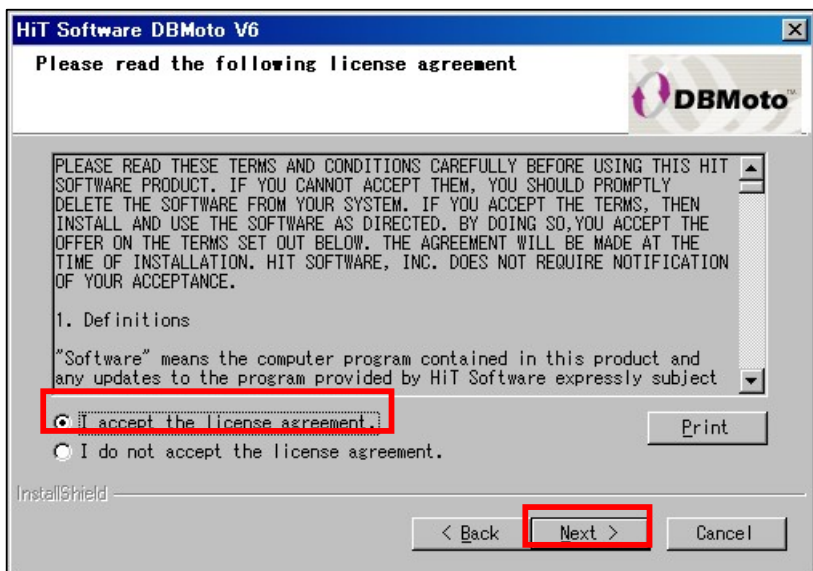 HiT Software DBMoto V6
Please read the following license agreement
DBMoto™
PLEASE READ THESE TERMS AND CONDITIONS CAREFULLY BEFORE USING THIS HIT
SOFTWARE PRODUCT. IF YOU CANNOT ACCEPT THEM, YOU SHOULD PROMPTLY
DELETE THE SOFTWARE FROM YOUR SYSTEM. IF YOU ACCEPT THE TERMS, THEN
INSTALL AND USE THE SOFTWARE AS DIRECTED. BY DOING SO,YOU ACCEPT THE
OFFER ON THE TERMS SET OUT BELOW. THE AGREEMENT WILL BE MADE AT THE
TIME OF INSTALLATION. HIT SOFTWARE, INC. DOES NOT REQUIRE NOTIFICATION
OF YOUR ACCEPTANCE.
1. Definitions
"Software" means the computer program contained in this product and
any updates to the program provided by HiT Software expressly subject
I accept the license agreement.
Print
I do not accept the license agreement.
InstallShield
< Back
Next >
Cancel